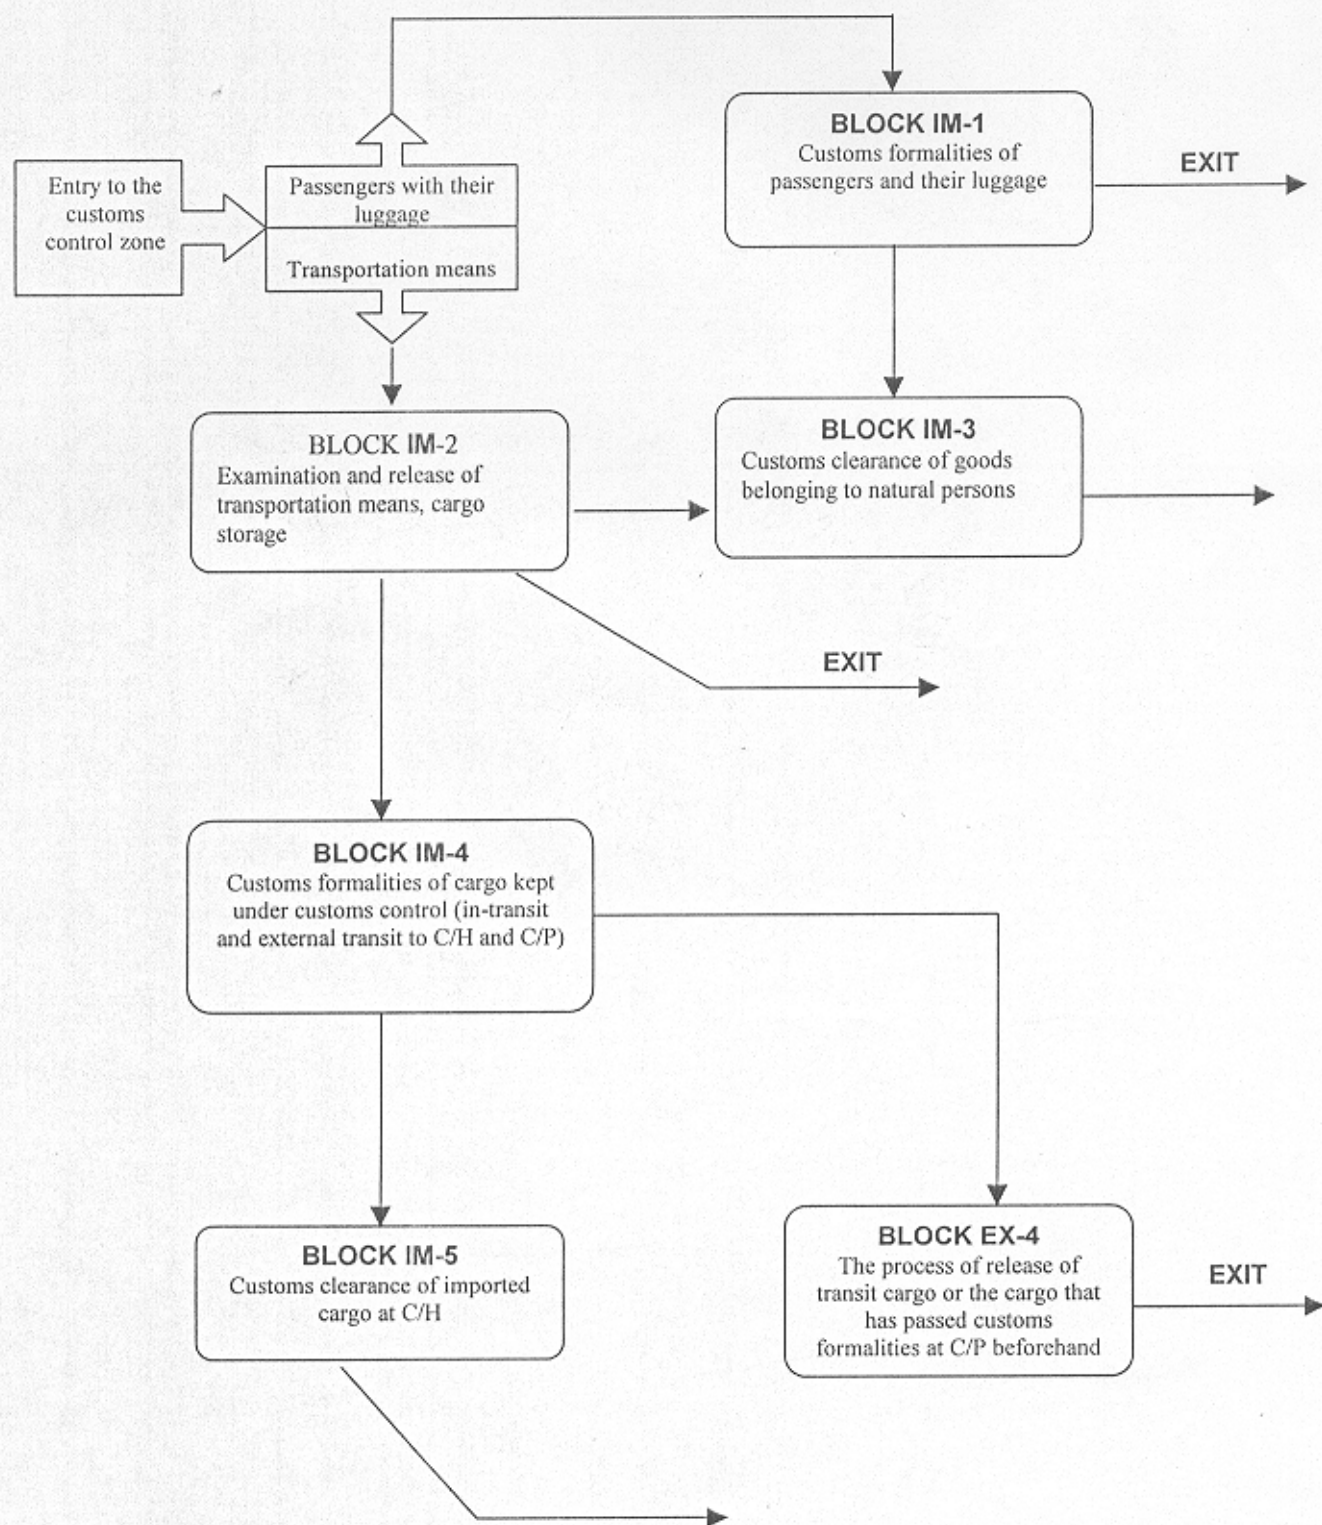 BLOCK IM-1
Customs formalities of
passengers and their luggage
EXIT
Entry to the
customs
control zone
Passengers with their
luggage
Transportation means
BLOCK IM-2
Examination and release of
transportation means, cargo
storage
BLOCK IM-3
Customs clearance of goods
belonging to natural persons
EXIT
BLOCK IM-4
Customs formalities of cargo kept
under customs control (in-transit
and external transit to C/H and C/P)
BLOCK IM-5
Customs clearance of imported
cargo at C/H
BLOCK EX-4
The process of release of
transit cargo or the cargo that
has passed customs
formalities at C/P beforehand
EXIT